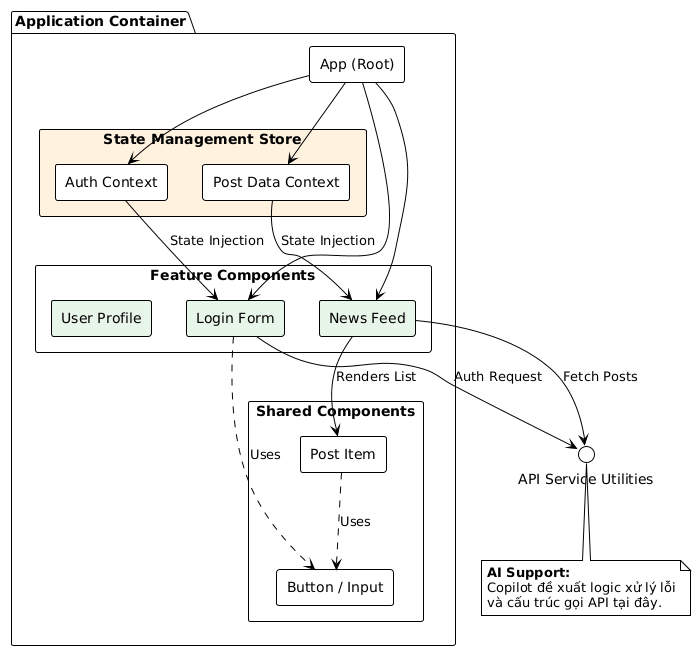 Application Container
App (Root)
State Management Store
Auth Context
Post Data Context
State Injection
State Injection
Feature Components
User Profile
Login Form
News Feed
Renders List
Auth Request
Fetch Posts
Shared Components
Post Item
Uses
API Service Utilities
Uses
Button / Input
AI Support:
Copilot đề xuất logic xử lý lỗi
và cấu trúc gọi API tại đây.